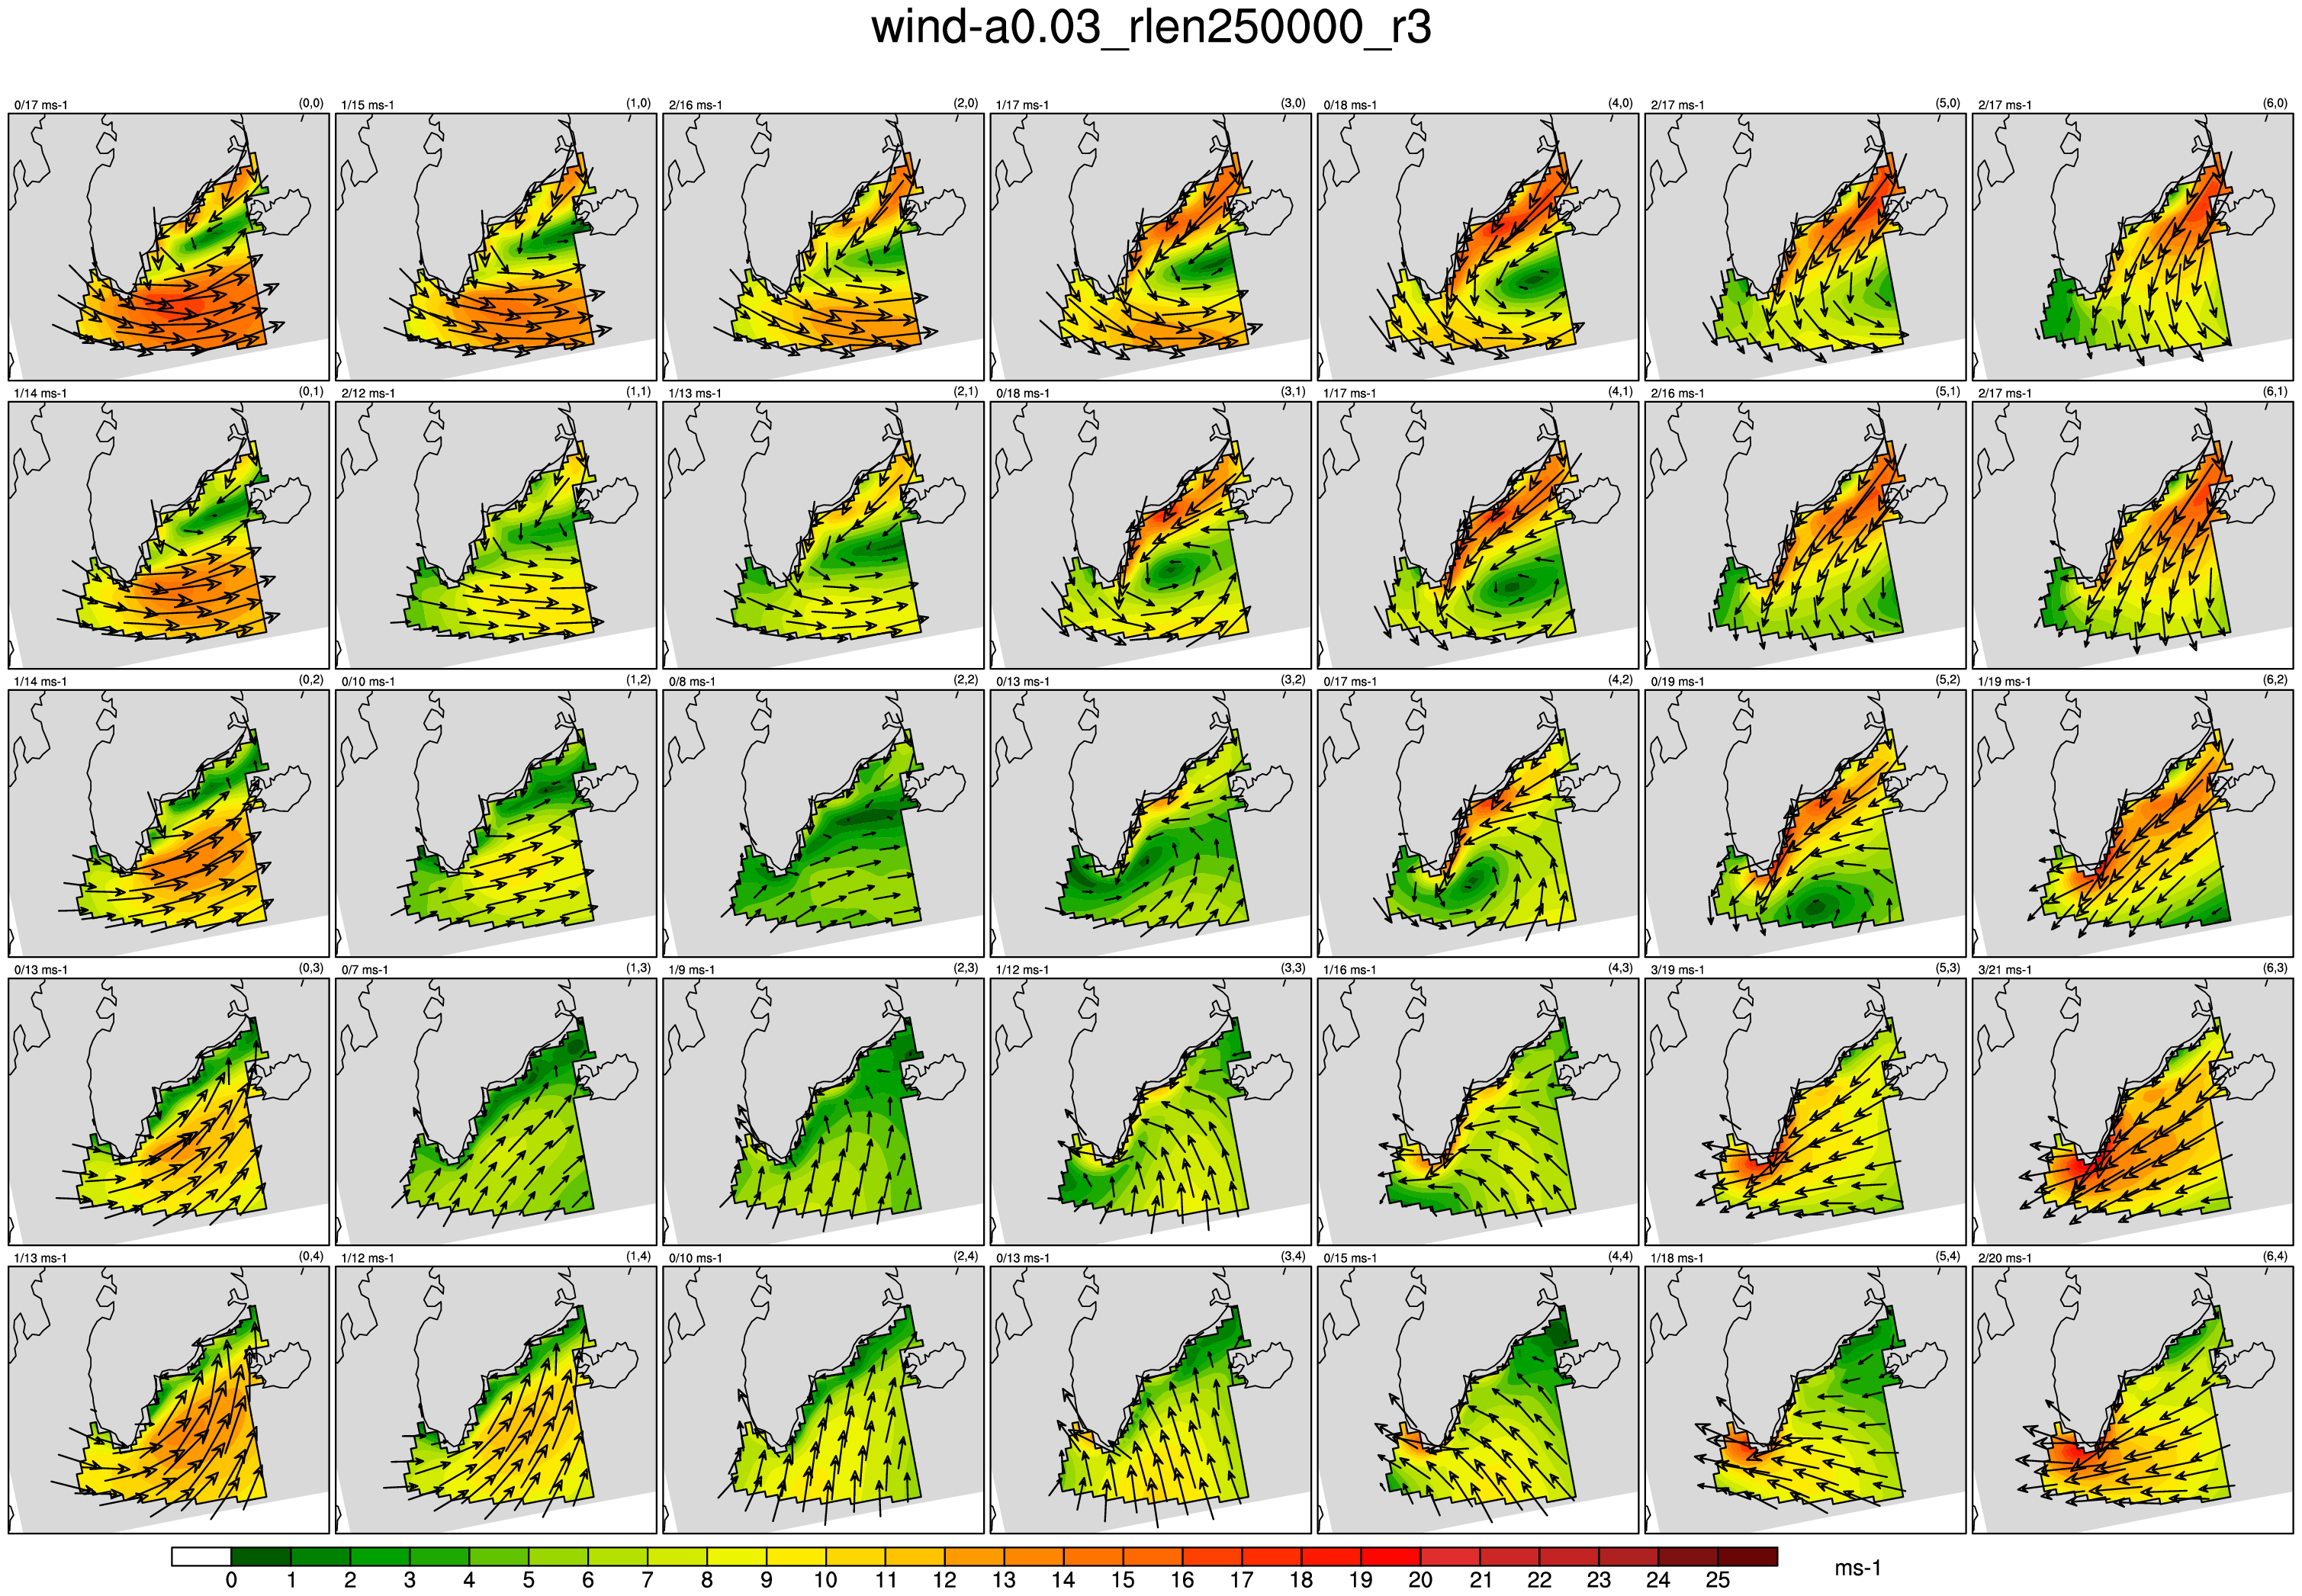 wind-a0.03_rlen250000_r3
0/17 ms-1 (0,0) 1/15 ms-1 (1,0) 2/16 ms-1 (2,0) 1/17 ms-1 (3,0) 0/18 ms-1 (4,0) 2/17 ms-1 (5,0) 2/17 ms-1 (6,0)
1/14 ms-1 (0,1) 2/12 ms-1 (1,1) 1/13 ms-1 (2,1) 0/18 ms-1 (3,1) 1/17 ms-1 (4,1) 2/16 ms-1 (5,1) 2/17 ms-1 (6,1)
1/14 ms-1 (0,2) 0/10 ms-1 (1,2) 0/8 ms-1 (2,2) 0/13 ms-1 (3,2) 0/17 ms-1 (4,2) 0/19 ms-1 (5,2) 1/19 ms-1 (6,2)
0/13 ms-1 (0,3) 0/7 ms-1 (1,3) 1/9 ms-1 (2,3) 1/12 ms-1 (3,3) 1/16 ms-1 (4,3) 3/19 ms-1 (5,3) 3/21 ms-1 (6,3)
1/13 ms-1 (0,4) 1/12 ms-1 (1,4) 0/10 ms-1 (2,4) 0/13 ms-1 (3,4) 0/15 ms-1 (4,4) 1/18 ms-1 (5,4) 2/20 ms-1 (6,4)
0 1 2 3 4 5 6 7 8 9 10 11 12 13 14 15 16 17 18 19 20 21 22 23 24 25 ms-1